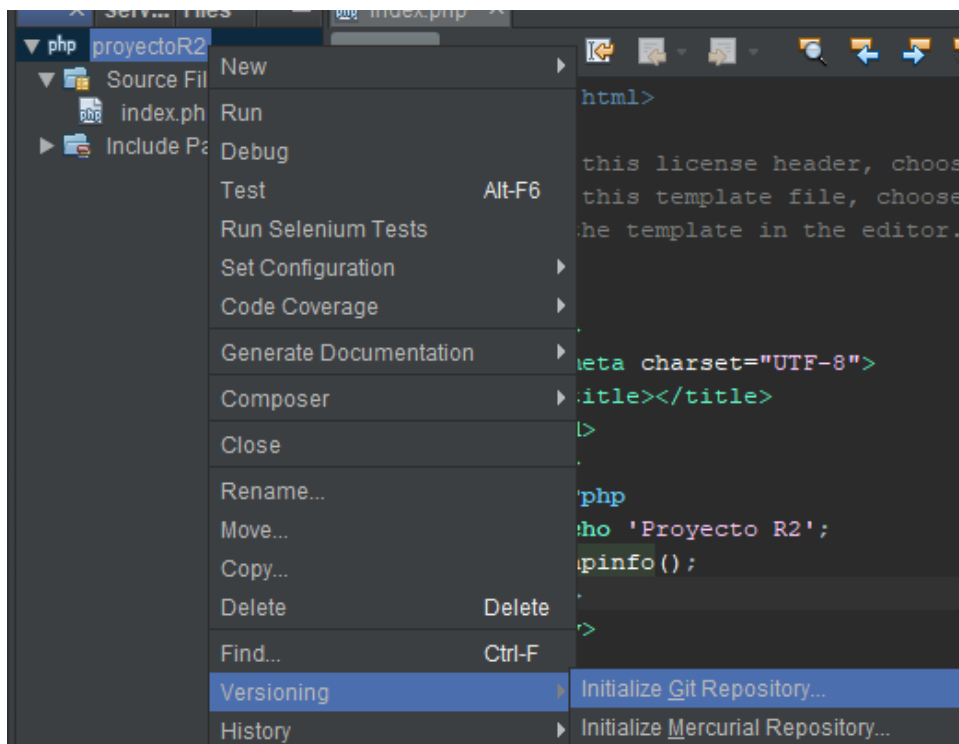 index.php
php proyectoR2
Source Fil
index.ph
Include Pa
New
Run
Debug
Test Alt-F6
Run Selenium Tests
Set Configuration
Code Coverage
Generate Documentation
Composer
Close
Rename...
Move...
Copy...
Delete Delete
Find... Ctrl-F
Versioning
History
Initialize Git Repository...
Initialize Mercurial Repository...
html>
this license header, choos
this template file, choose
he template in the editor.
eta charset="UTF-8">
itle></title>
>
?php
ho 'Proyecto R2';
pinfo();
>